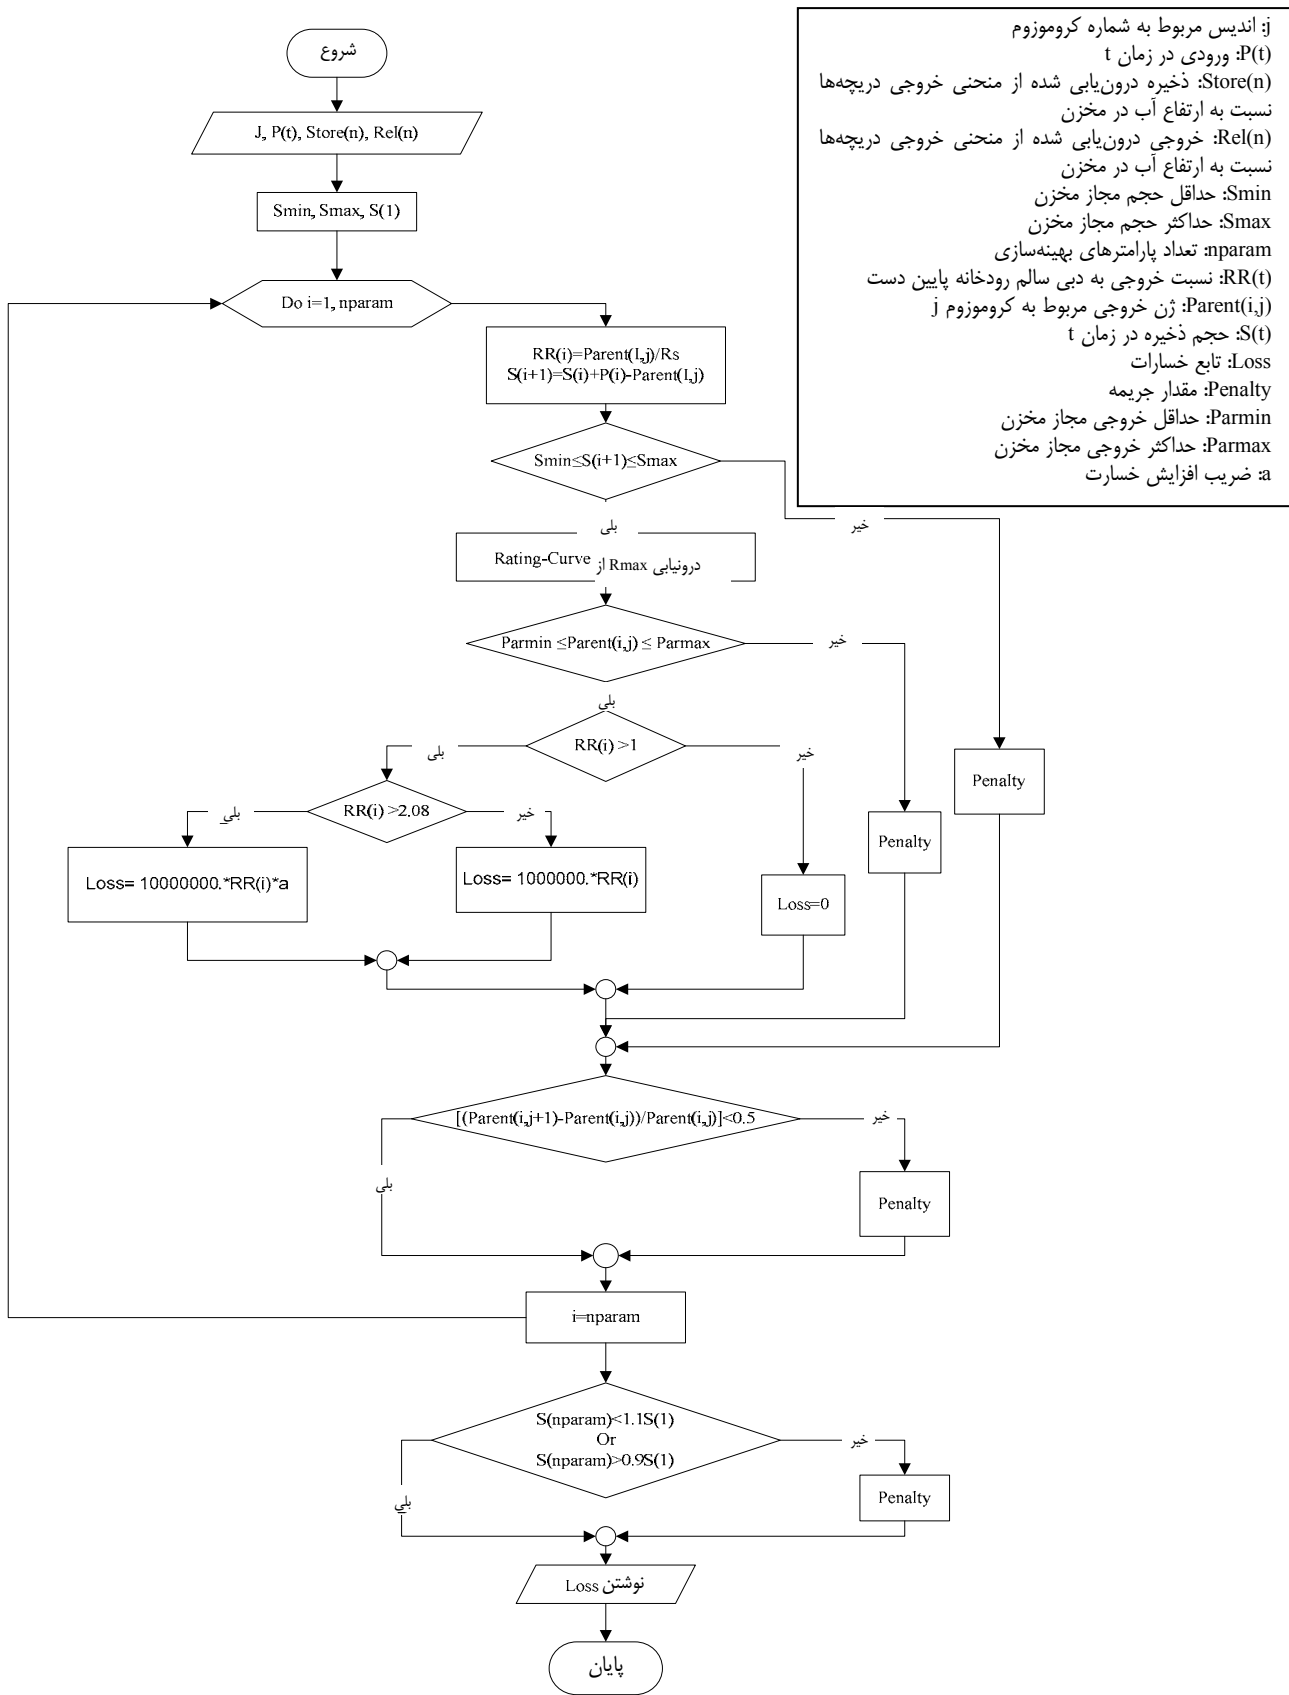 j: اندیس مربوط به شماره کروموزوم
P(t): ورودی در زمان t
Store(n): ذخیره درون‌یابی شده از منحنی خروجی دریچه‌ها
نسبت به ارتفاع آب در مخزن
Rel(n): خروجی درون‌یابی شده از منحنی خروجی دریچه‌ها
نسبت به ارتفاع آب در مخزن
Smin: حداقل حجم مجاز مخزن
Smax: حداکثر حجم مجاز مخزن
nparam: تعداد پارامترهای بهینه‌سازی
RR(t): نسبت خروجی به دبی سالم رودخانه پایین دست
Parent(i,j): ژن خروجی مربوط به کروموزوم j
S(t): حجم ذخیره در زمان t
Loss: تابع خسارات
Penalty: مقدار جریمه
Parmin: حداقل خروجی مجاز مخزن
Parmax: حداکثر خروجی مجاز مخزن
a: ضریب افزایش خسارت
شروع
J, P(t), Store(n), Rel(n)
Smin, Smax, S(1)
Do i=1, nparam
RR(i)=Parent(I,j)/Rs
S(i+1)=S(i)+P(i)-Parent(I,j)
Smin≤S(i+1)≤Smax
خیر
بلی
درونیابی Rmax از Rating-Curve
Parmin ≤Parent(i,j) ≤ Parmax
خیر
بلی
RR(i) >1
بلی
خیر
Penalty
RR(i) >2.08
بلی
خیر
Penalty
Loss= 10000000.*RR(i)*a
Loss= 1000000.*RR(i)
Loss=0
[(Parent(i,j+1)-Parent(i,j))/Parent(i,j)]<0.5
خیر
بلی
Penalty
i=nparam
S(nparam)<1.1S(1)
Or
S(nparam)>0.9S(1)
خیر
بلی
Penalty
نوشتن Loss
پایان